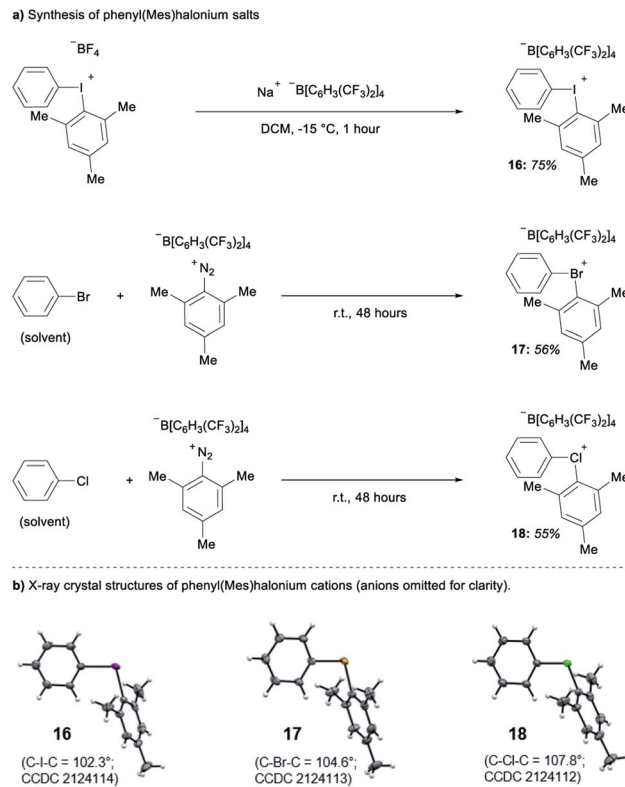 a) Synthesis of phenyl(Mes)halonium salts
⁻BF₄
I⁺
Me
Me
Me
Na⁺ ⁻B[C₆H₃(CF₃)₂]₄
DCM, -15 °C, 1 hour
⁻B[C₆H₃(CF₃)₂]₄
I⁺
Me
Me
16: 75%
Me
Br
(solvent)
+
⁻B[C₆H₃(CF₃)₂]₄
⁺N₂
Me
Me
Me
r.t., 48 hours
⁻B[C₆H₃(CF₃)₂]₄
Br⁺
Me
Me
17: 56%
Me
Cl
(solvent)
+
⁻B[C₆H₃(CF₃)₂]₄
⁺N₂
Me
Me
Me
r.t., 48 hours
⁻B[C₆H₃(CF₃)₂]₄
Cl⁺
Me
Me
18: 55%
Me
b) X-ray crystal structures of phenyl(Mes)halonium cations (anions omitted for clarity).
16
(C-I-C = 102.3°;
CCDC 2124114)
17
(C-Br-C = 104.6°;
CCDC 2124113)
18
(C-Cl-C = 107.8°;
CCDC 2124112)